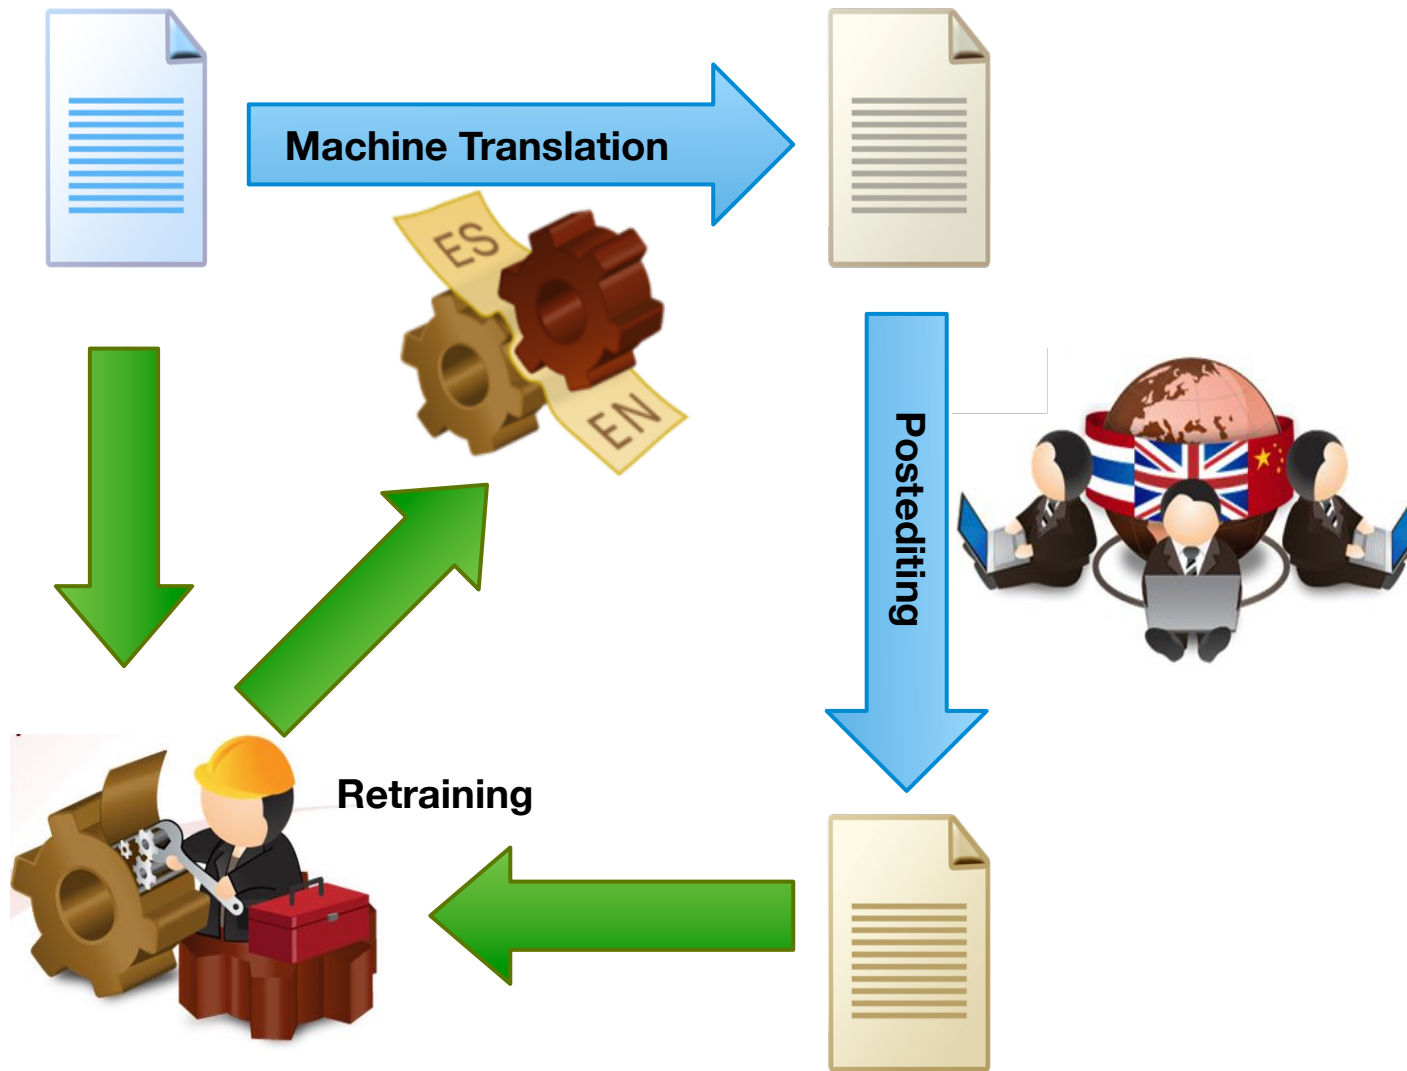 Machine Translation
ES
EN
Postediting
Retraining